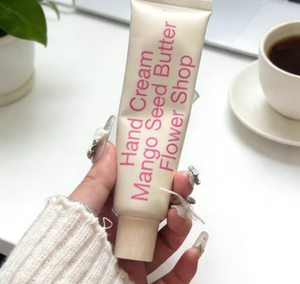 Hand Cream
Mango Seed Butter
Flower Shop